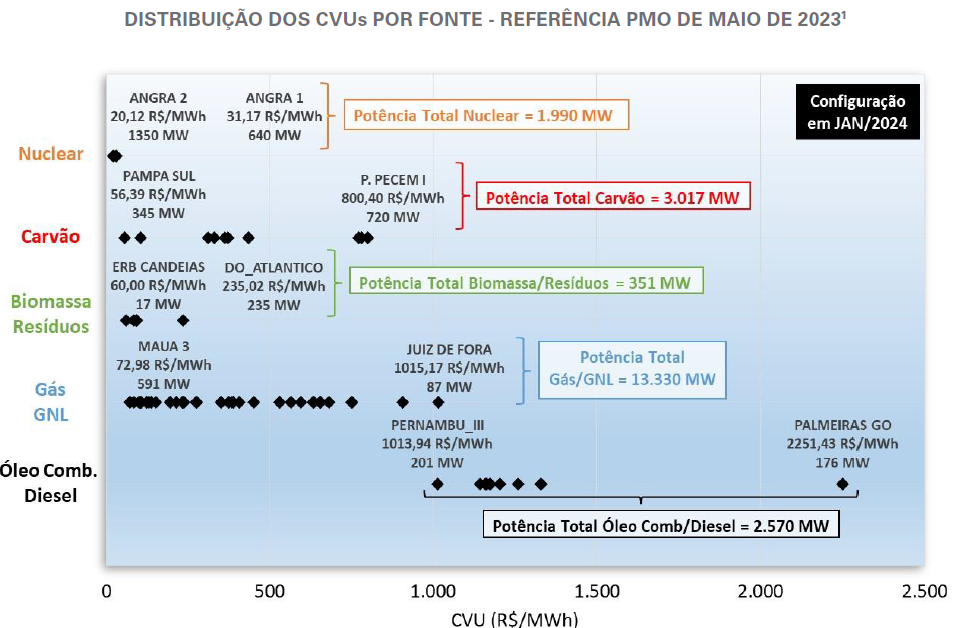 DISTRIBUIÇÃO DOS CVUs POR FONTE - REFERÊNCIA PMO DE MAIO DE 2023¹
Configuração
em JAN/2024
Nuclear
ANGRA 2
20,12 R$/MWh
1350 MW
ANGRA 1
31,17 R$/MWh
640 MW
Potência Total Nuclear = 1.990 MW
Carvão
PAMPA SUL
56,39 R$/MWh
345 MW
P. PECEM I
800,40 R$/MWh
720 MW
Potência Total Carvão = 3.017 MW
Biomassa
Resíduos
ERB CANDEIAS
60,00 R$/MWh
17 MW
DO_ATLANTICO
235,02 R$/MWh
235 MW
Potência Total Biomassa/Resíduos = 351 MW
Gás
GNL
MAUA 3
72,98 R$/MWh
591 MW
JUIZ DE FORA
1015,17 R$/MWh
87 MW
Potência Total
Gás/GNL = 13.330 MW
Óleo Comb.
Diesel
PERNAMBU_III
1013,94 R$/MWh
201 MW
PALMEIRAS GO
2251,43 R$/MWh
176 MW
Potência Total Óleo Comb/Diesel = 2.570 MW
0 500 1.000 1.500 2.000 2.500
CVU (R$/MWh)